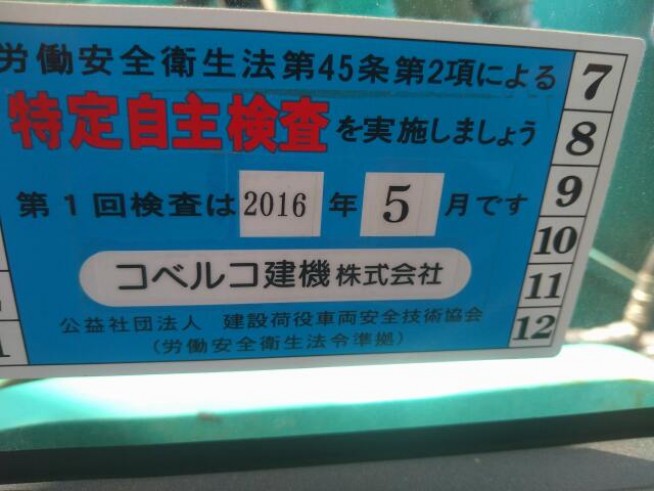 労働安全衛生法第45条第2項による
特定自主検査を実施しましょう
第1回検査は2016年5月です
コベルコ建機株式会社
公益社団法人 建設荷役車両安全技術協会
(労働安全衛生法令準拠)
7
8
9
10
11
12